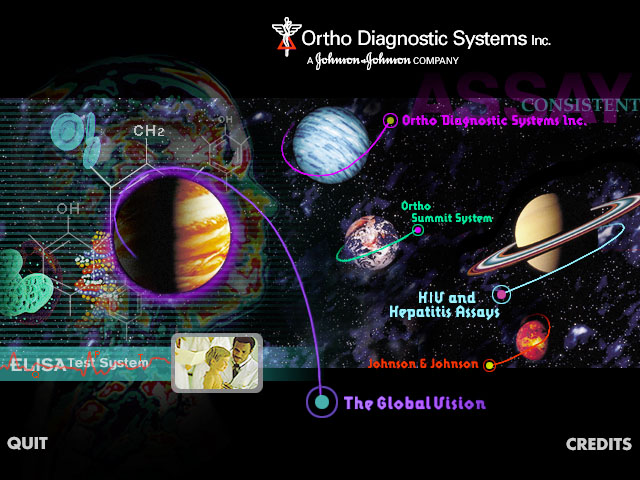 Ortho Diagnostic Systems Inc.
A Johnson & Johnson COMPANY
ASSAY
CONSISTENT
Ortho Diagnostic Systems Inc.
CH2
OH
OH
Ortho
Summit System
HIV and
Hepatitis Assays
ELISA Test System
Johnson & Johnson
The Global Vision
QUIT
CREDITS